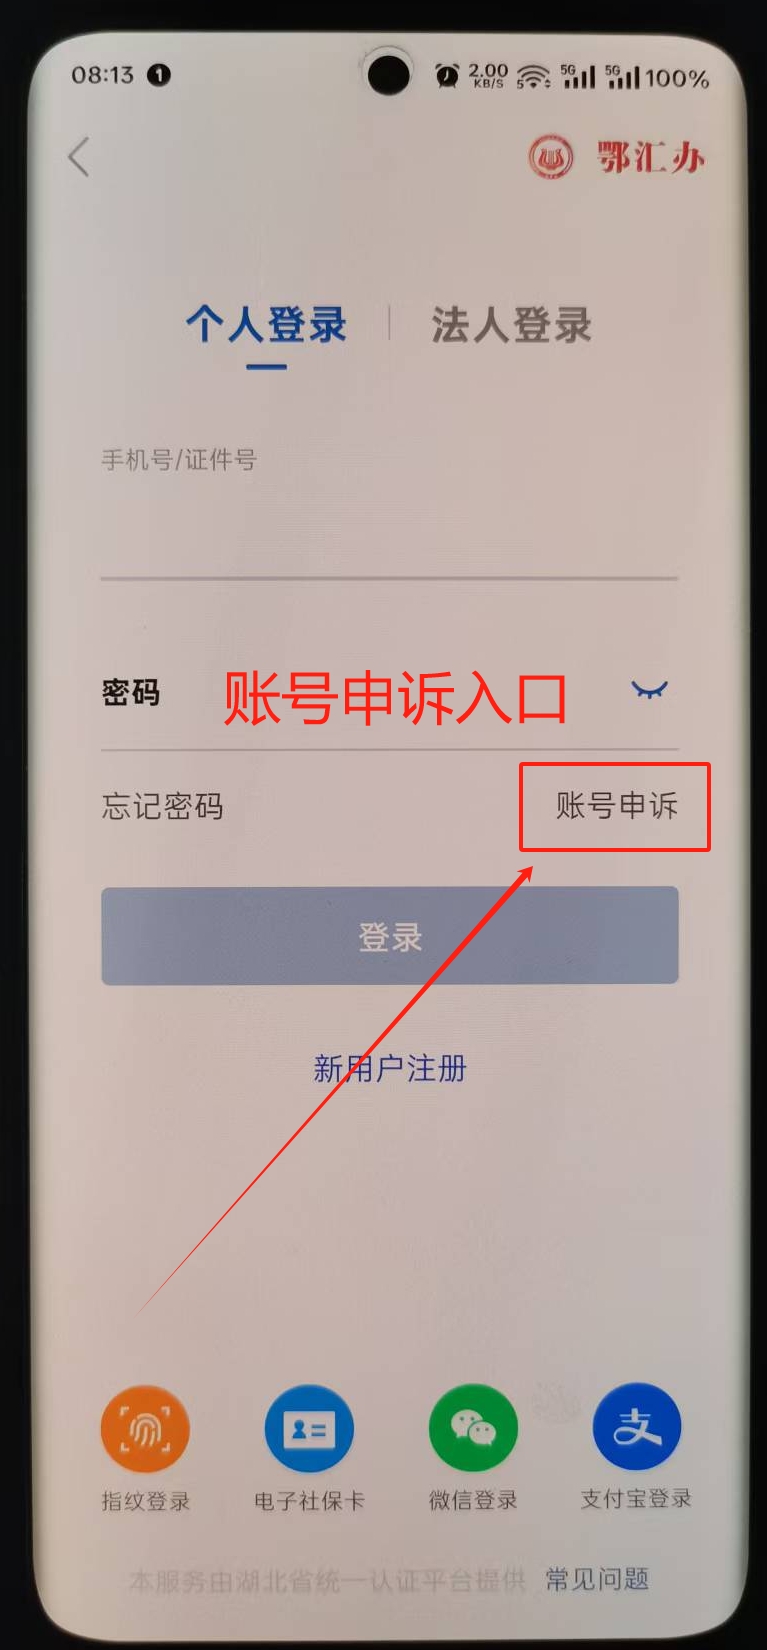 08:13 1 2.00 KB/S 5 5G 5G 100%
鄂汇办
个人登录 法人登录
手机号/证件号
密码 账号申诉入口
忘记密码 账号申诉
登录
新用户注册
指纹登录 电子社保卡 微信登录 支付宝登录
本服务由湖北省统一认证平台提供 常见问题